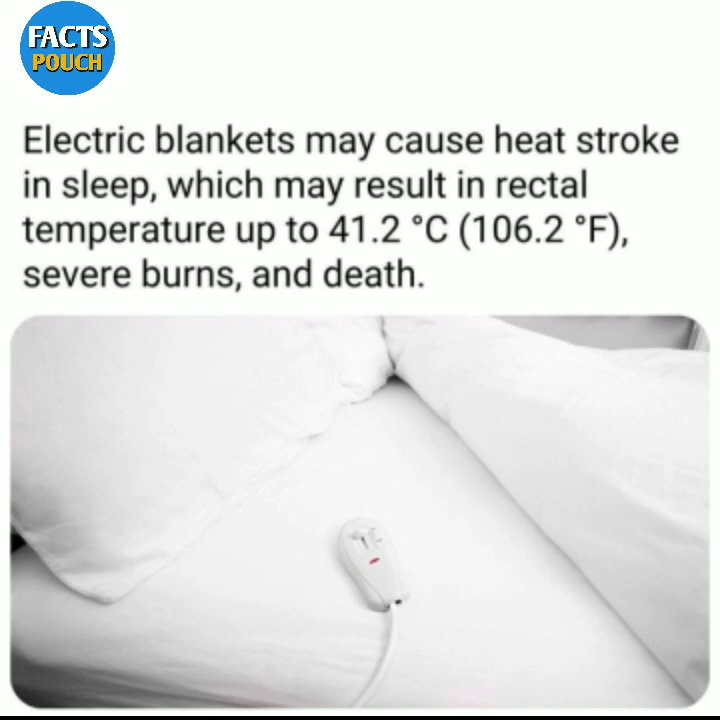 FACTS
POUCH
Electric blankets may cause heat stroke
in sleep, which may result in rectal
temperature up to 41.2 °C (106.2 °F),
severe burns, and death.